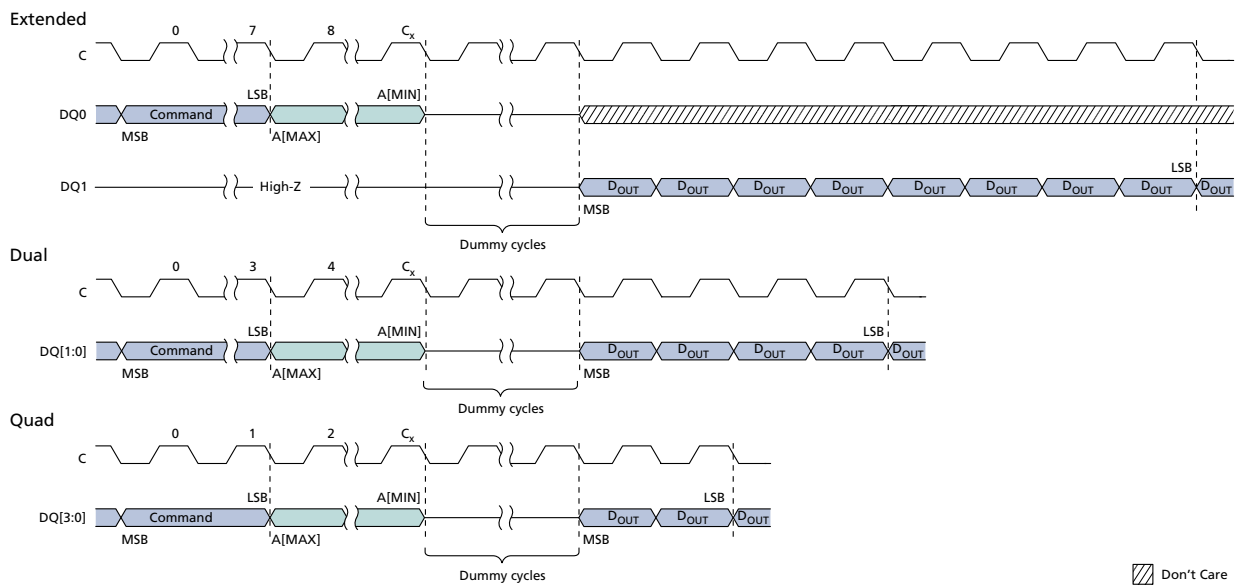 Extended
0 7 8 Cx
C
LSB A[MIN]
DQ0 Command
MSB A[MAX]
LSB
DQ1 High-Z DOUT DOUT DOUT DOUT DOUT DOUT DOUT DOUT DOUT
MSB
Dummy cycles
Dual
0 3 4 Cx
C
LSB A[MIN] LSB
DQ[1:0] Command DOUT DOUT DOUT DOUT DOUT
MSB A[MAX] MSB
Dummy cycles
Quad
0 1 2 Cx
C
LSB A[MIN] LSB
DQ[3:0] Command DOUT DOUT DOUT
MSB A[MAX] MSB
Dummy cycles
Don't Care